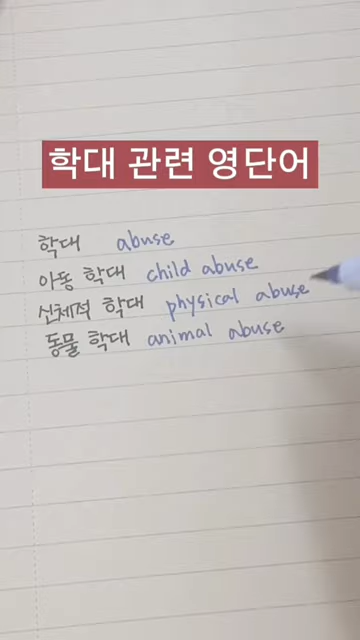 학대 관련 영단어
학대 abuse
아동 학대 child abuse
신체적 학대 physical abuse
동물 학대 animal abuse